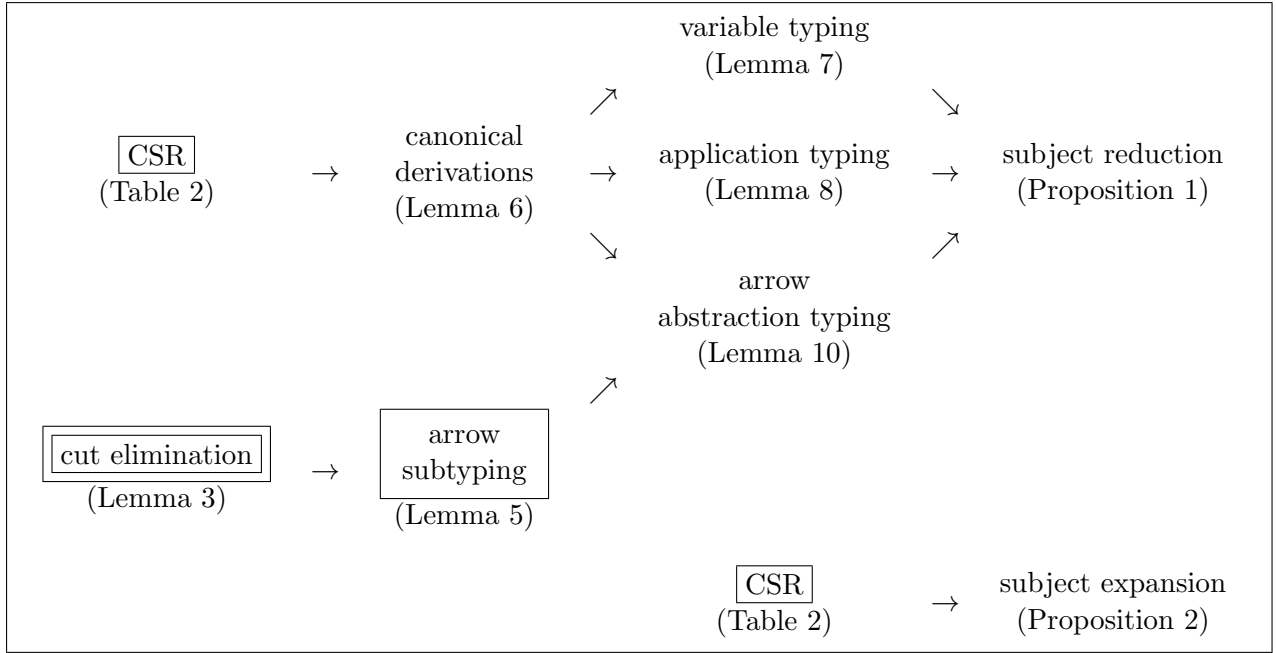 variable typing
(Lemma 7)
CSR
(Table 2)
→
canonical
derivations
(Lemma 6)
↗
→
↘
application typing
(Lemma 8)
↘
→
↗
subject reduction
(Proposition 1)
arrow
abstraction typing
(Lemma 10)
cut elimination
(Lemma 3)
→
arrow
subtyping
(Lemma 5)
↗
CSR
(Table 2)
→
subject expansion
(Proposition 2)